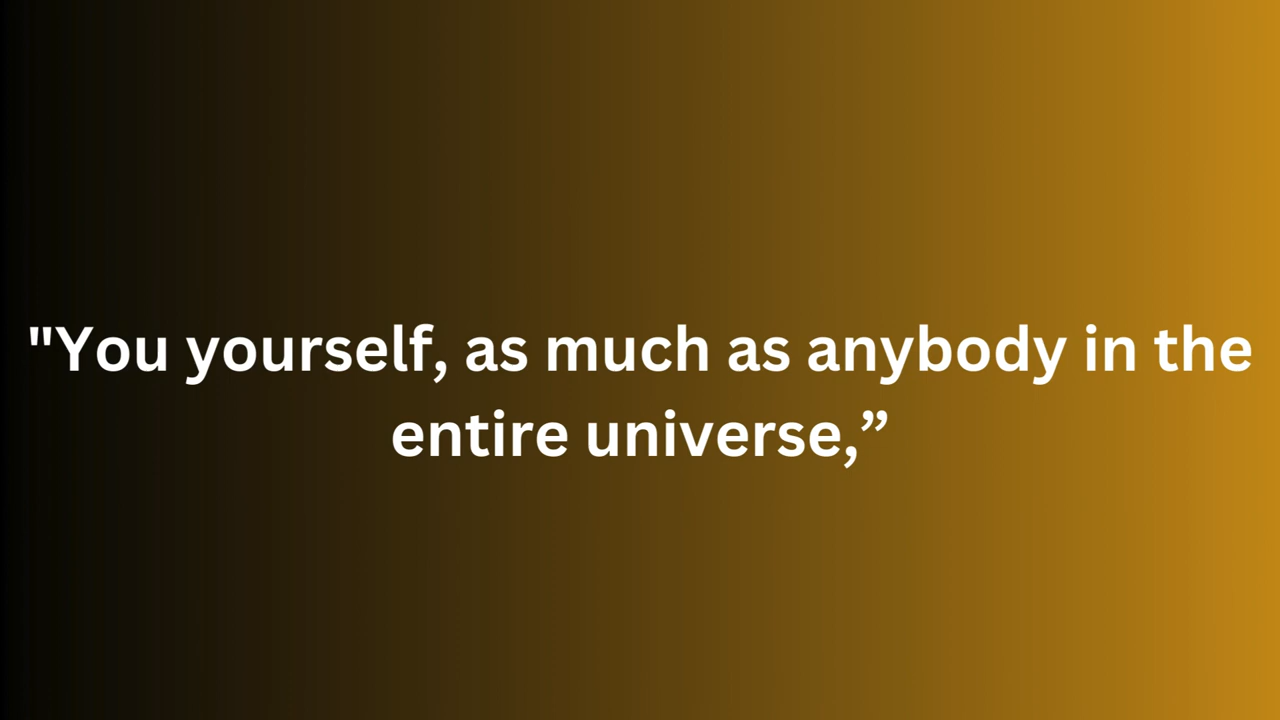 "You yourself, as much as anybody in the
entire universe,”